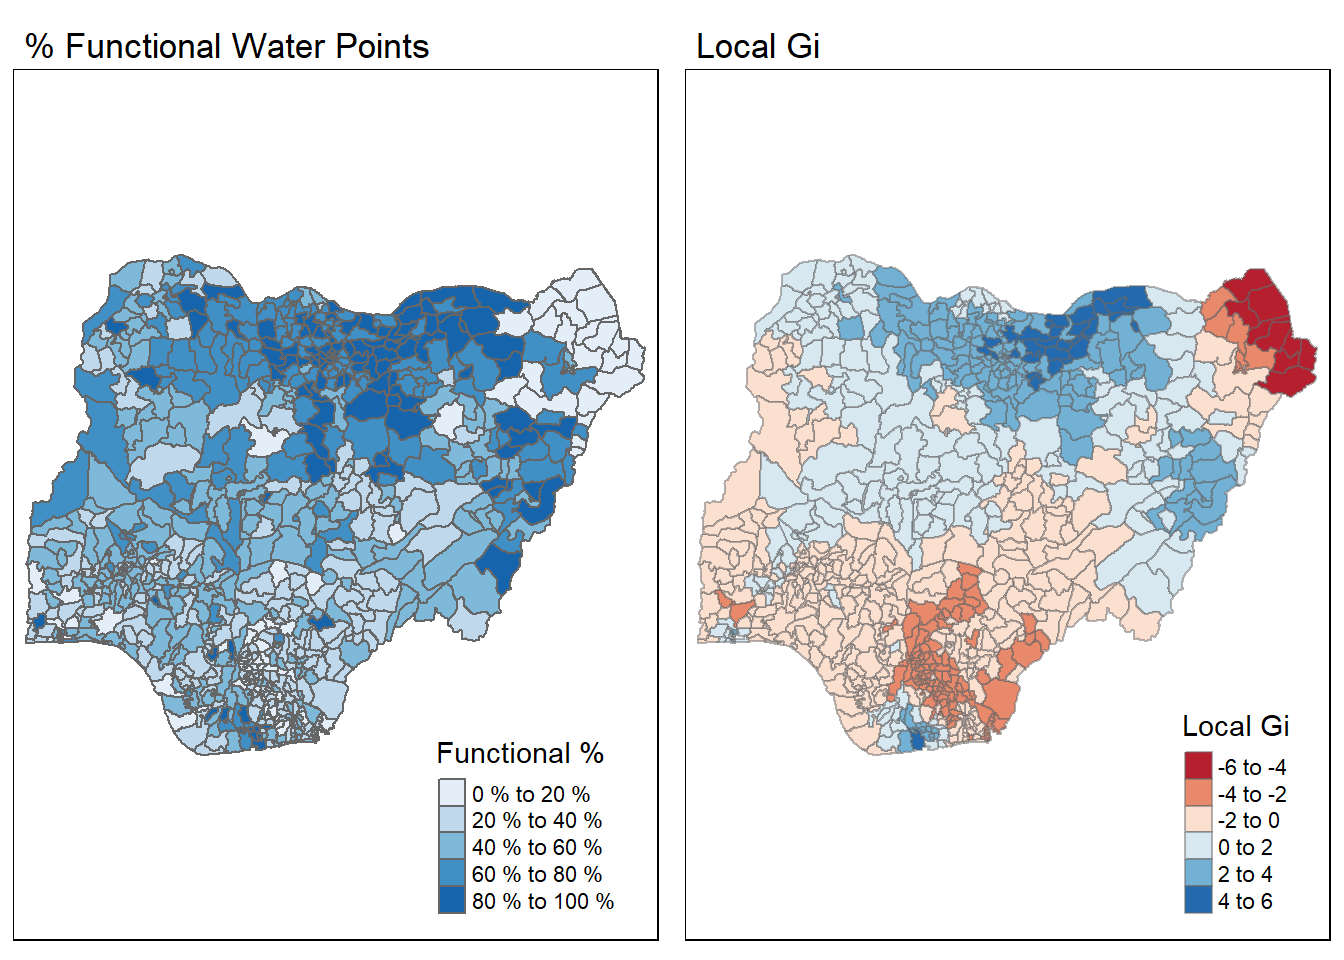 % Functional Water Points
Functional %
0 % to 20 %
20 % to 40 %
40 % to 60 %
60 % to 80 %
80 % to 100 %
Local Gi
Local Gi
-6 to -4
-4 to -2
-2 to 0
0 to 2
2 to 4
4 to 6